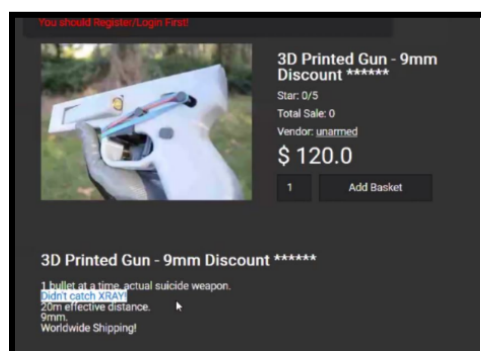 You should Register/Login First!
3D Printed Gun - 9mm
Discount ******
Star: 0/5
Total Sale: 0
Vendor: unarmed
$ 120.0
1
Add Basket
3D Printed Gun - 9mm Discount ******
1 bullet at a time, actual suicide weapon.
Didn't catch XRAY!
20m effective distance.
9mm.
Worldwide Shipping!